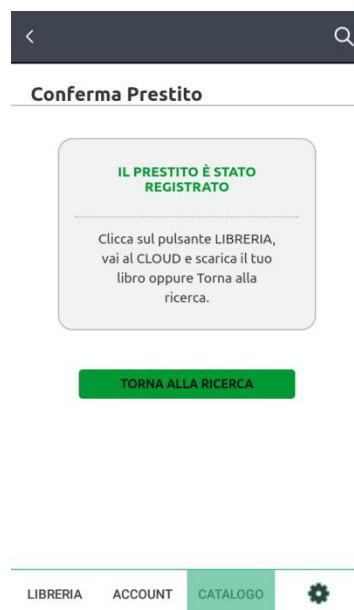 Conferma Prestito
IL PRESTITO È STATO
REGISTRATO
Clicca sul pulsante LIBRERIA,
vai al CLOUD e scarica il tuo
libro oppure Torna alla
ricerca.
TORNA ALLA RICERCA
LIBRERIA ACCOUNT CATALOGO